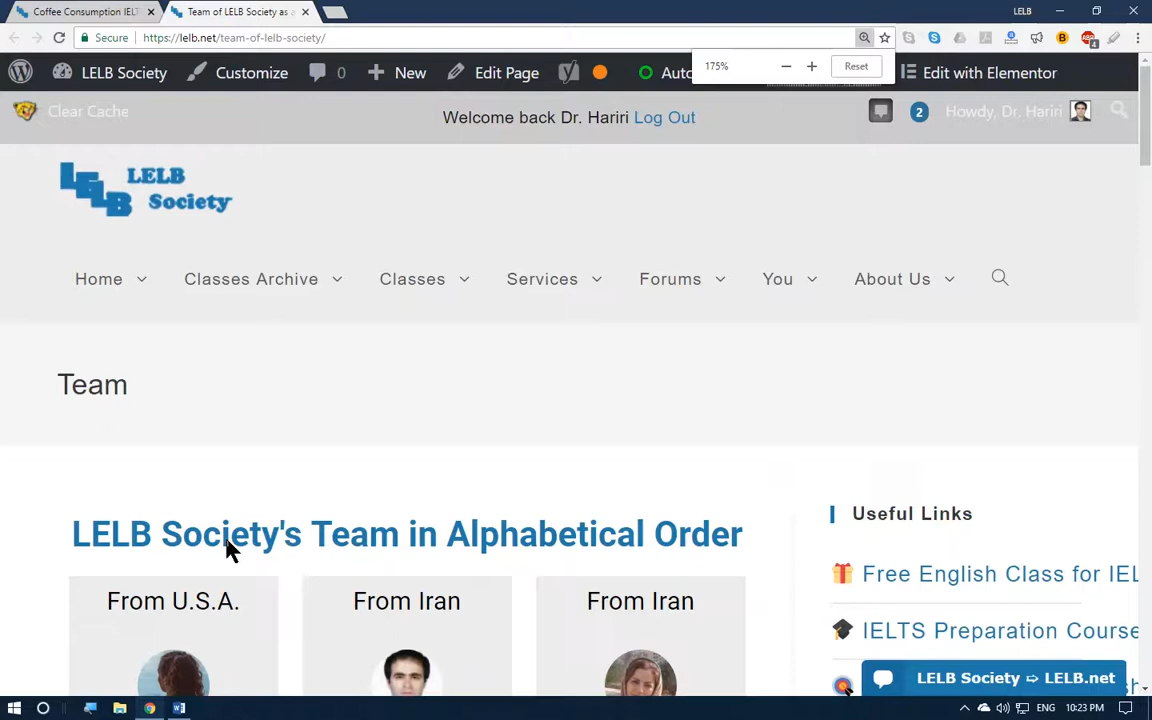 Coffee Consumption IELT
Team of LELB Society as
LELB
Secure
https://lelb.net/team-of-lelb-society/
175%
Reset
LELB Society
Customize
0
New
Edit Page
Auto
Edit with Elementor
Clear Cache
Welcome back Dr. Hariri Log Out
2
Howdy, Dr. Hariri
LELB
LELB
Society
Home
Classes Archive
Classes
Services
Forums
You
About Us
Team
LELB Society's Team in Alphabetical Order
Useful Links
From U.S.A.
From Iran
From Iran
Free English Class for IEL
IELTS Preparation Course
LELB Society ➩ LELB.net
ENG
10:23 PM